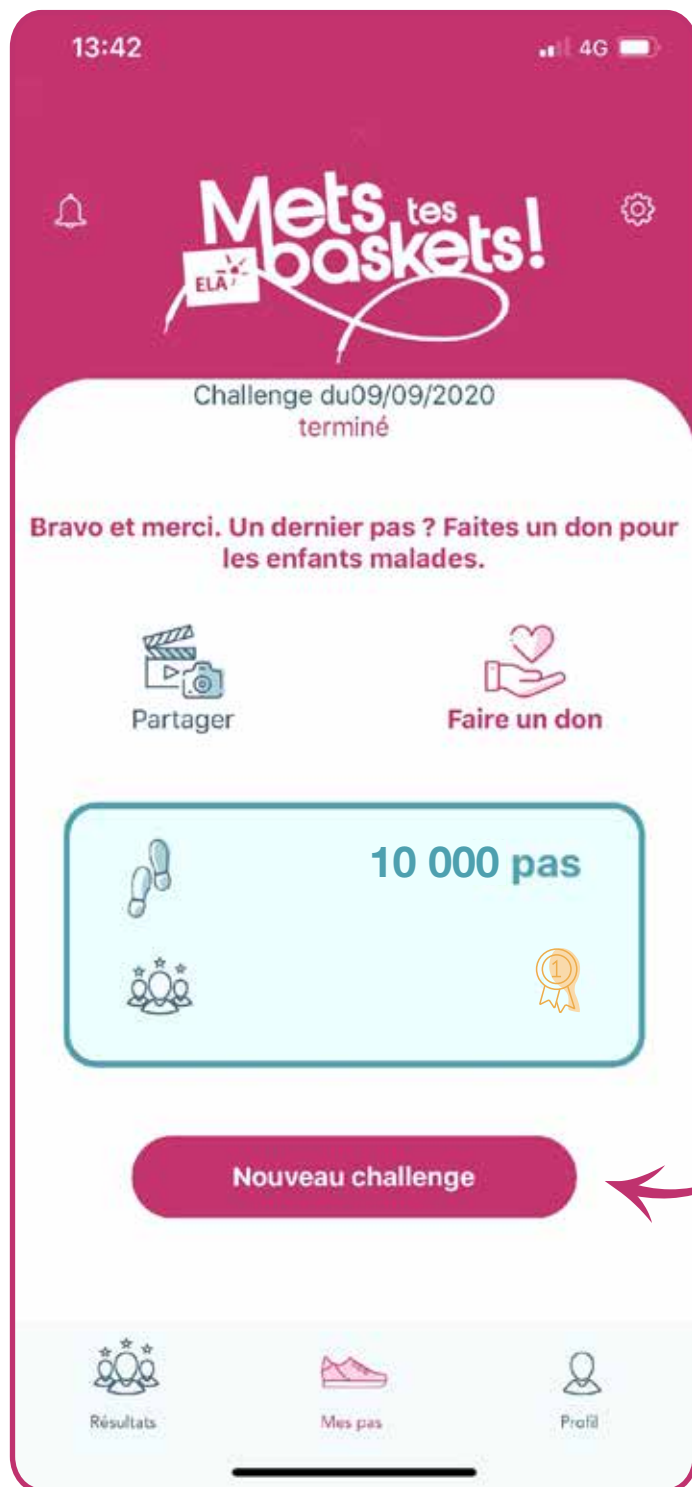 13:42
4G
Mets tes
baskets!
ELA
Challenge du09/09/2020
terminé
Bravo et merci. Un dernier pas ? Faites un don pour
les enfants malades.
Partager
Faire un don
10 000 pas
1
Nouveau challenge
Résultats
Mes pas
Profil